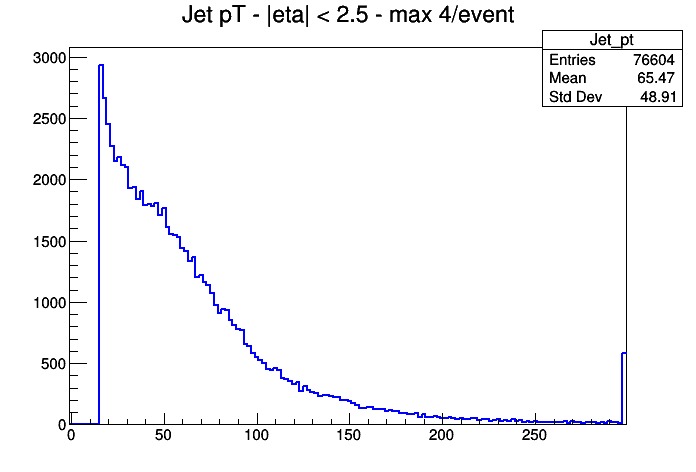 Jet pT - |eta| < 2.5 - max 4/event
Jet_pt
Entries 76604
Mean 65.47
Std Dev 48.91
3000
2500
2000
1500
1000
500
0
0 50 100 150 200 250